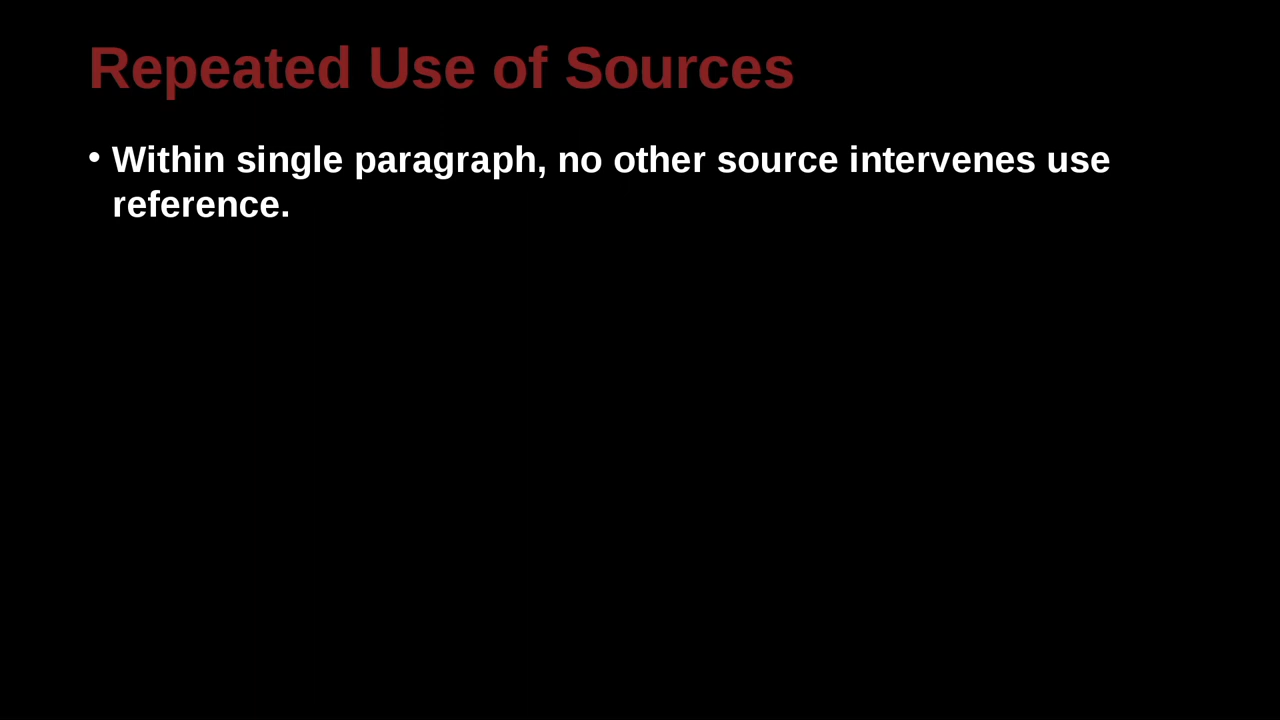 Repeated Use of Sources
• Within single paragraph, no other source intervenes use
reference.